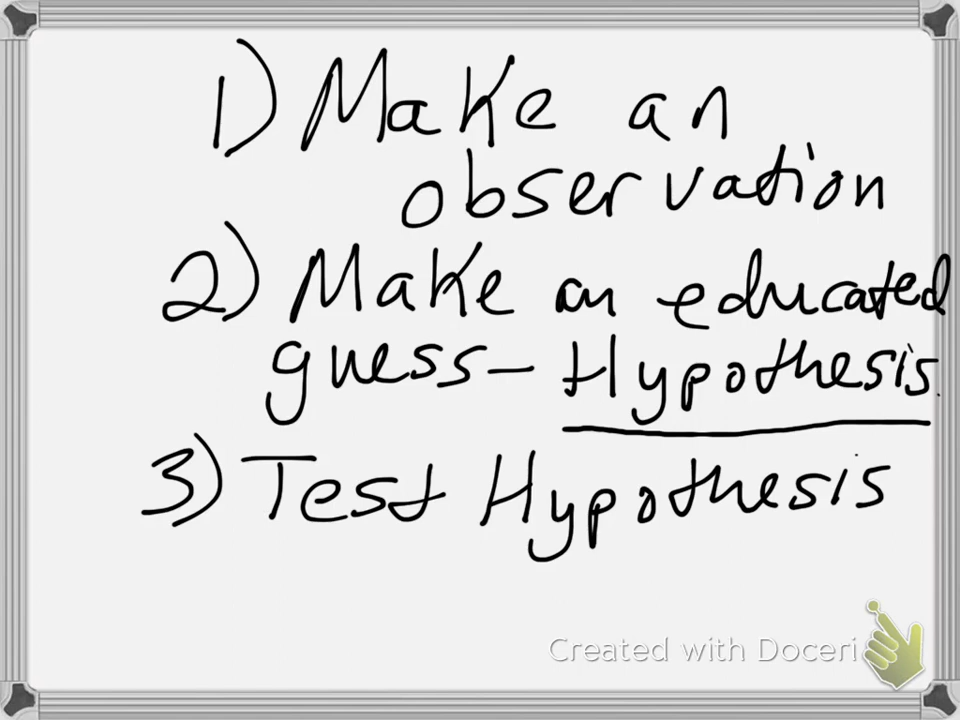 1) Make an
observation
2) Make an educated
guess - Hypothesis.
3) Test Hypothesis
Created with Doceri